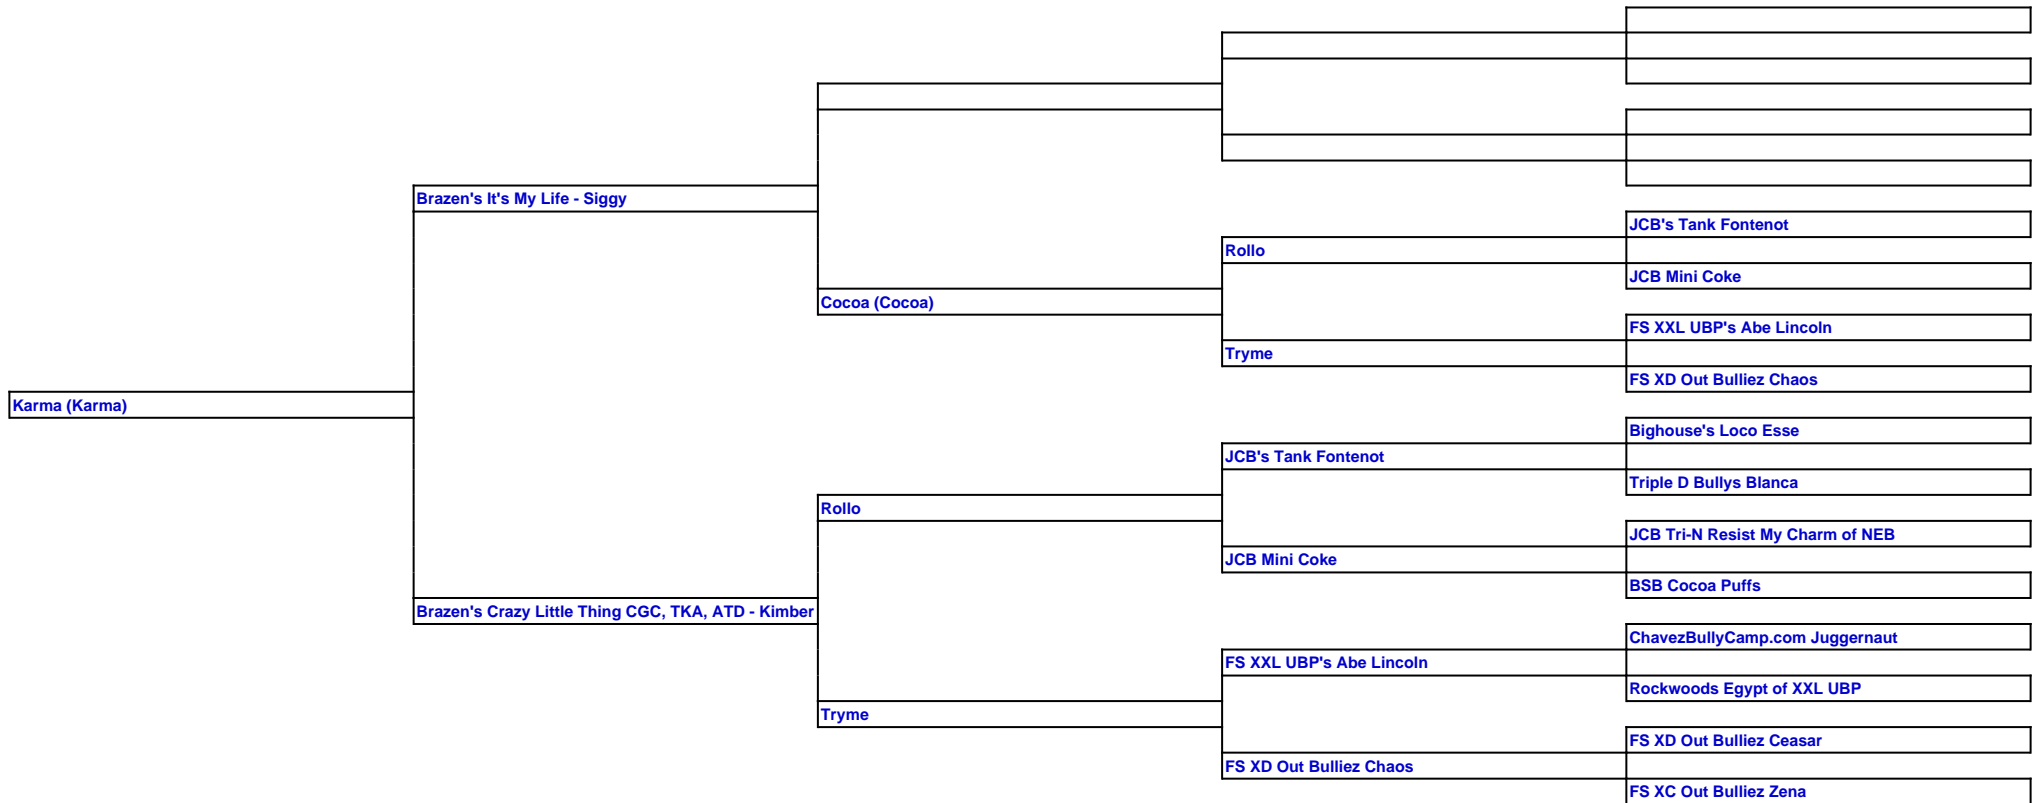 Brazen's It's My Life - Siggy
JCB's Tank Fontenot
Rollo
JCB Mini Coke
Cocoa (Cocoa)
FS XXL UBP's Abe Lincoln
Tryme
FS XD Out Bulliez Chaos
Karma (Karma)
Bighouse's Loco Esse
JCB's Tank Fontenot
Triple D Bullys Blanca
Rollo
JCB Tri-N Resist My Charm of NEB
JCB Mini Coke
BSB Cocoa Puffs
Brazen's Crazy Little Thing CGC, TKA, ATD - Kimber
ChavezBullyCamp.com Juggernaut
FS XXL UBP's Abe Lincoln
Rockwoods Egypt of XXL UBP
Tryme
FS XD Out Bulliez Ceasar
FS XD Out Bulliez Chaos
FS XC Out Bulliez Zena